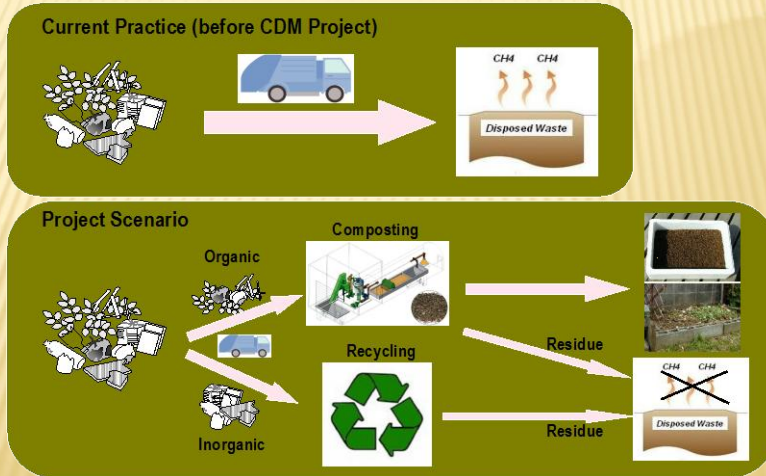 Current Practice (before CDM Project)
CH4 CH4
Disposed Waste
Project Scenario
Composting
Organic
Residue
Recycling
CH4 CH4
Inorganic
Residue
Disposed Waste